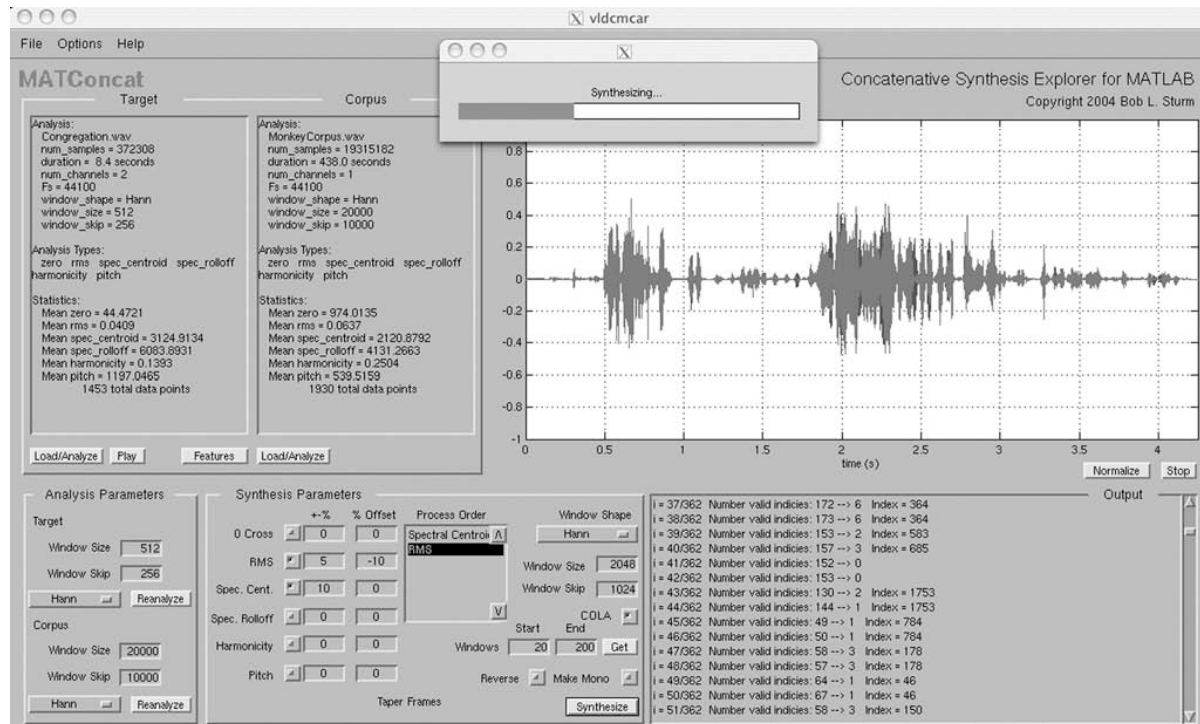 vldcmcar
File Options Help
Synthesizing...
MATConcat
Concatenative Synthesis Explorer for MATLAB
Copyright 2004 Bob L. Sturm
Target
Analysis:
Congregation.wav
num_samples = 372308
duration = 8.4 seconds
num_channels = 2
Fs = 44100
window_shape = Hann
window_size = 512
window_skip = 256
Analysis Types:
zero rms spec_centroid spec_rolloff
harmonicity pitch
Statistics:
Mean zero = 44.4721
Mean rms = 0.0409
Mean spec_centroid = 3124.9134
Mean spec_rolloff = 6083.8931
Mean harmonicity = 0.1393
Mean pitch = 1197.0465
1453 total data points
Load/Analyze Play Features
Corpus
Analysis:
MonkeyCorpus.wav
num_samples = 19315182
duration = 438.0 seconds
num_channels = 1
Fs = 44100
window_shape = Hann
window_size = 20000
window_skip = 10000
Analysis Types:
zero rms spec_centroid spec_rolloff
harmonicity pitch
Statistics:
Mean zero = 974.0135
Mean rms = 0.0637
Mean spec_centroid = 2120.8792
Mean spec_rolloff = 4131.2663
Mean harmonicity = 0.2504
Mean pitch = 539.5159
1930 total data points
Load/Analyze
0.8
0.6
0.4
0.2
0
-0.2
-0.4
-0.6
-0.8
-1
0 0.5 1 1.5 2 2.5 3 3.5 4
time (s)
Normalize Stop
Analysis Parameters
Target
Window Size 512
Window Skip 256
Hann Reanalyze
Corpus
Window Size 20000
Window Skip 10000
Hann Reanalyze
Synthesis Parameters
+-% % Offset
0 Cross 0 0
RMS 5 -10
Spec. Cent. 10 0
Spec. Rolloff 0 0
Harmonicity 0 0
Pitch 0 0
Process Order
Spectral Centroi
RMS
Window Shape
Hann
Window Size 2048
Window Skip 1024
COLA
Start End
Windows 20 200 Get
Reverse Make Mono
Taper Frames Synthesize
Output
i = 37/362 Number valid indicies: 172 --> 6 Index = 364
i = 38/362 Number valid indicies: 173 --> 6 Index = 364
i = 39/362 Number valid indicies: 153 --> 2 Index = 583
i = 40/362 Number valid indicies: 157 --> 3 Index = 685
i = 41/362 Number valid indicies: 152 --> 0
i = 42/362 Number valid indicies: 153 --> 0
i = 43/362 Number valid indicies: 130 --> 2 Index = 1753
i = 44/362 Number valid indicies: 144 --> 1 Index = 1753
i = 45/362 Number valid indicies: 49 --> 1 Index = 784
i = 46/362 Number valid indicies: 50 --> 1 Index = 784
i = 47/362 Number valid indicies: 58 --> 3 Index = 178
i = 48/362 Number valid indicies: 57 --> 3 Index = 178
i = 49/362 Number valid indicies: 64 --> 1 Index = 46
i = 50/362 Number valid indicies: 67 --> 1 Index = 46
i = 51/362 Number valid indicies: 58 --> 3 Index = 150